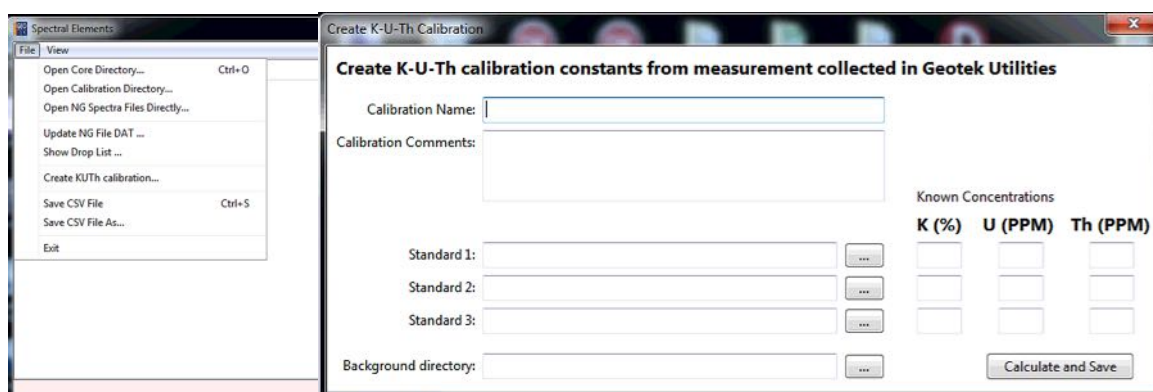 Spectral Elements
File View
Open Core Directory... Ctrl+O
Open Calibration Directory...
Open NG Spectra Files Directly...
Update NG File DAT ...
Show Drop List ...
Create KUTh calibration...
Save CSV File Ctrl+S
Save CSV File As...
Exit
Create K-U-Th Calibration
Create K-U-Th calibration constants from measurement collected in Geotek Utilities
Calibration Name:
Calibration Comments:
Known Concentrations
K (%) U (PPM) Th (PPM)
Standard 1: ...
Standard 2: ...
Standard 3: ...
Background directory: ...
Calculate and Save